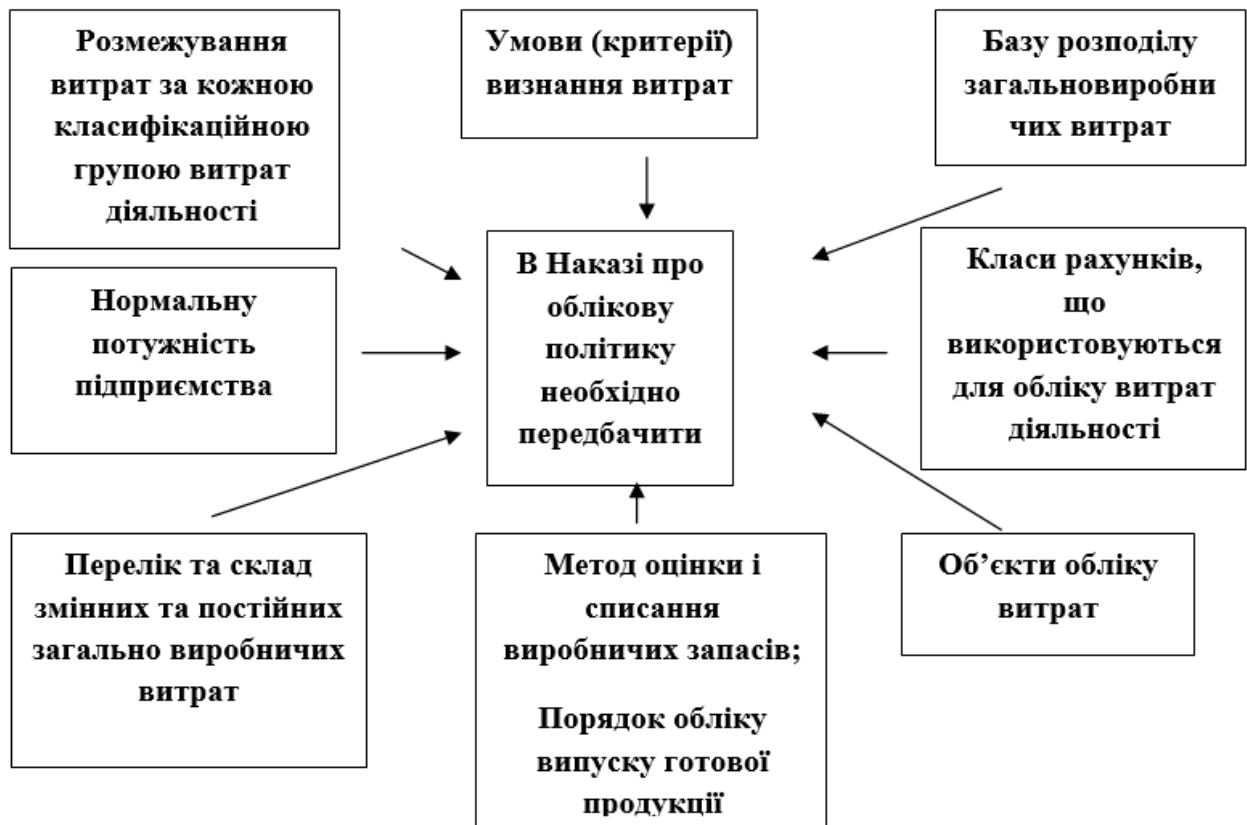 Розмежування
витрат за кожною
класифікаційною
групою витрат
діяльності
Умови (критерії)
визнання витрат
Базу розподілу
загальновиробни
чих витрат
Нормальну
потужність
підприємства
В Наказі про
облікову
політику
необхідно
передбачити
Класи рахунків,
що
використовуються
для обліку витрат
діяльності
Перелік та склад
змінних та постійних
загально виробничих
витрат
Метод оцінки і
списання
виробничих запасів;
Порядок обліку
випуску готової
продукції
Об’єкти обліку
витрат